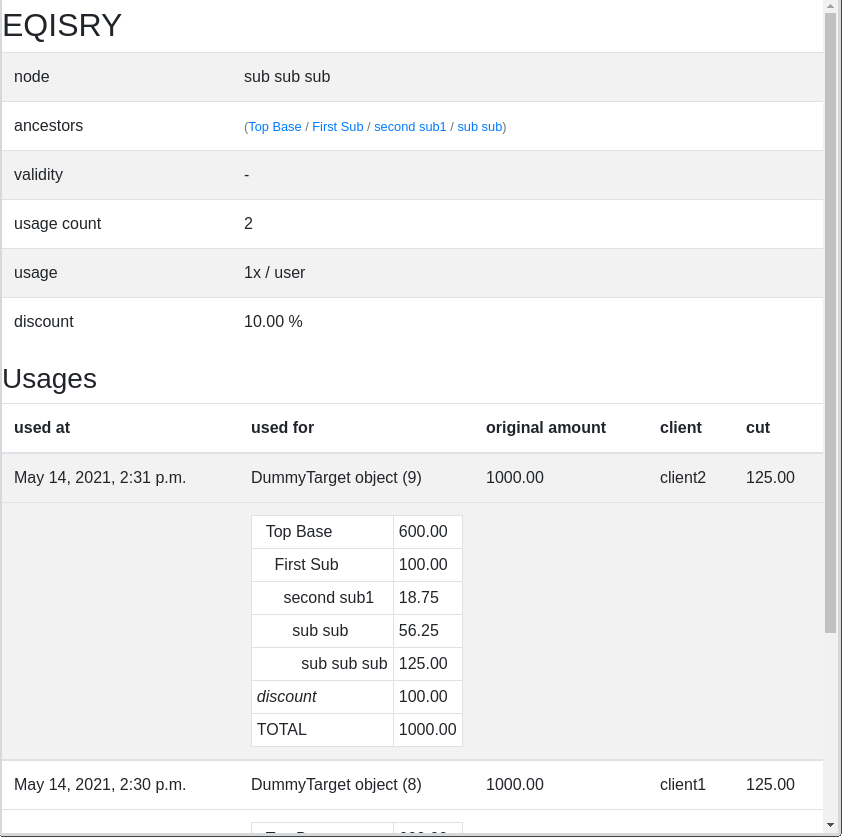 EQISRY
node sub sub sub
ancestors (Top Base / First Sub / second sub1 / sub sub)
validity -
usage count 2
usage 1x / user
discount 10.00 %
Usages
used at used for original amount client cut
May 14, 2021, 2:31 p.m. DummyTarget object (9) 1000.00 client2 125.00
Top Base 600.00
First Sub 100.00
second sub1 18.75
sub sub 56.25
sub sub sub 125.00
discount 100.00
TOTAL 1000.00
May 14, 2021, 2:30 p.m. DummyTarget object (8) 1000.00 client1 125.00